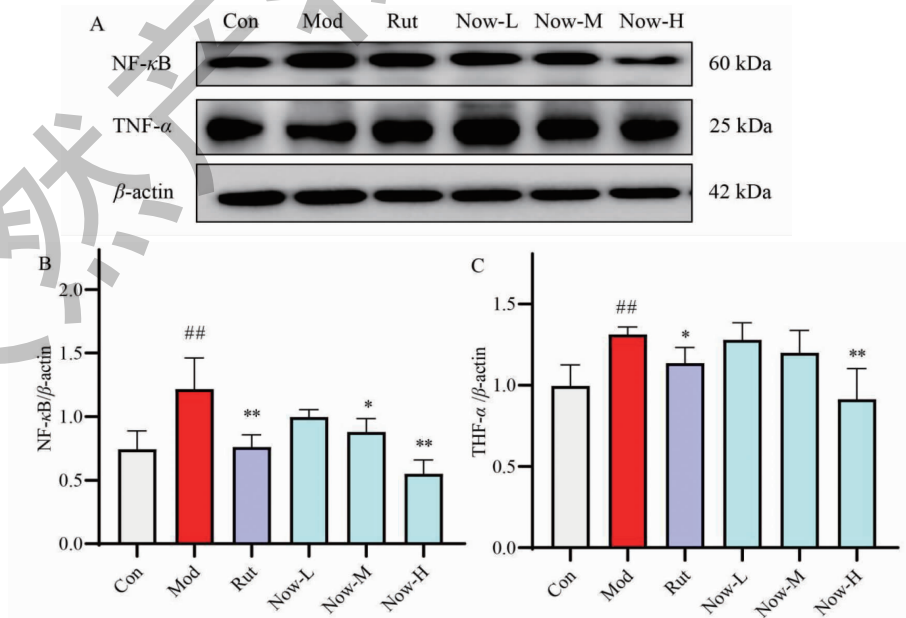 A
Con Mod Rut Now-L Now-M Now-H
NF-κB 60 kDa
TNF-α 25 kDa
β-actin 42 kDa
B
NF-κB/β-actin
2.0
1.5
1.0
0.5
0.0
##
**
*
**
Con Mod Rut Now-L Now-M Now-H
C
THF-α /β-actin
1.5
1.0
0.5
0.0
##
*
**
Con Mod Rut Now-L Now-M Now-H
然